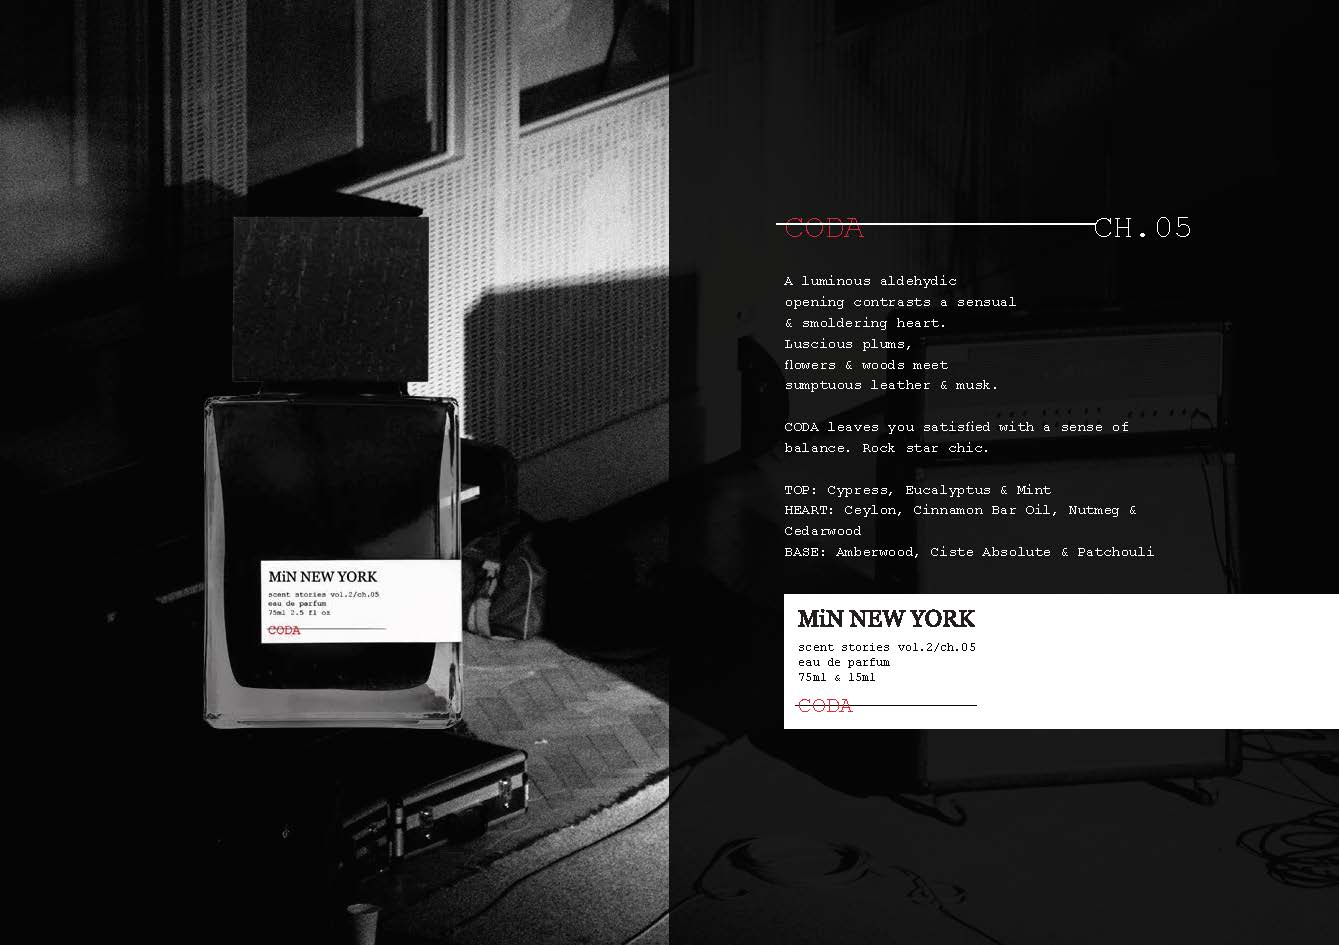 MiN NEW YORK
scent stories vol.2/ch.05
eau de parfum
75ml 2.5 fl oz
CODA
CODA CH.05
A luminous aldehydic
opening contrasts a sensual
& smoldering heart.
Luscious plums,
flowers & woods meet
sumptuous leather & musk.
CODA leaves you satisfied with a sense of
balance. Rock star chic.
TOP: Cypress, Eucalyptus & Mint
HEART: Ceylon, Cinnamon Bar Oil, Nutmeg &
Cedarwood
BASE: Amberwood, Ciste Absolute & Patchouli
MiN NEW YORK
scent stories vol.2/ch.05
eau de parfum
75ml & 15ml
CODA